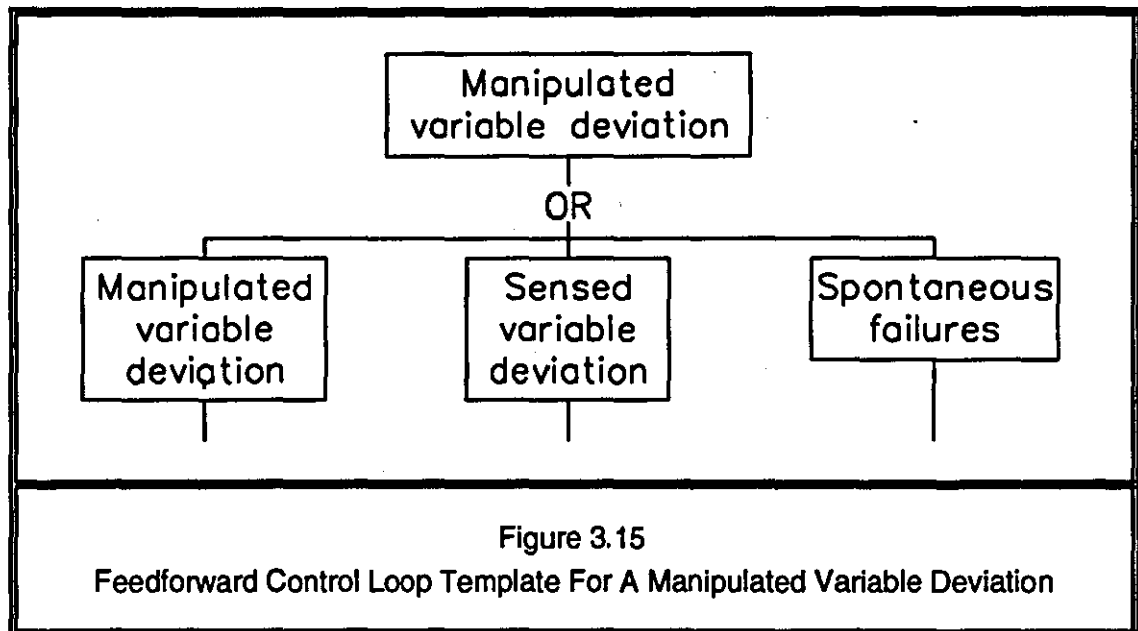 Manipulated
variable deviation
OR
Manipulated
variable
deviation
Sensed
variable
deviation
Spontaneous
failures
Figure 3.15
Feedforward Control Loop Template For A Manipulated Variable Deviation